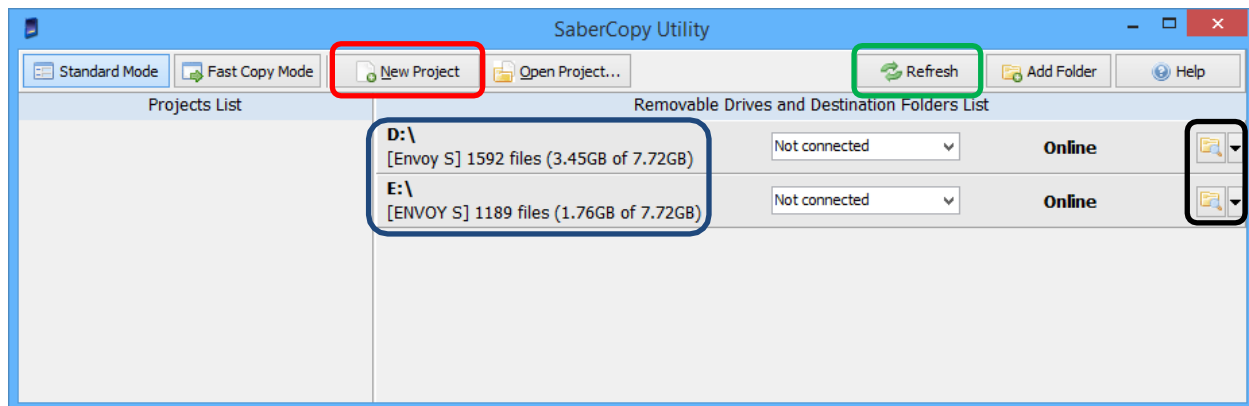 SaberCopy Utility
Standard Mode Fast Copy Mode New Project Open Project... Refresh Add Folder Help
Projects List Removable Drives and Destination Folders List
D:\ Not connected Online
[Envoy S] 1592 files (3.45GB of 7.72GB)
E:\ Not connected Online
[ENVOY S] 1189 files (1.76GB of 7.72GB)